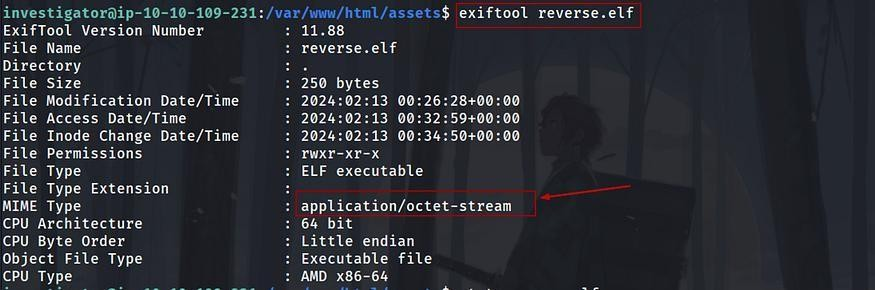 investigator@ip-10-10-109-231:/var/www/html/assets$ exiftool reverse.elf
ExifTool Version Number : 11.88
File Name : reverse.elf
Directory : .
File Size : 250 bytes
File Modification Date/Time : 2024:02:13 00:26:28+00:00
File Access Date/Time : 2024:02:13 00:32:59+00:00
File Inode Change Date/Time : 2024:02:13 00:34:50+00:00
File Permissions : rwxr-xr-x
File Type : ELF executable
File Type Extension :
MIME Type : application/octet-stream
CPU Architecture : 64 bit
CPU Byte Order : Little endian
Object File Type : Executable file
CPU Type : AMD x86-64